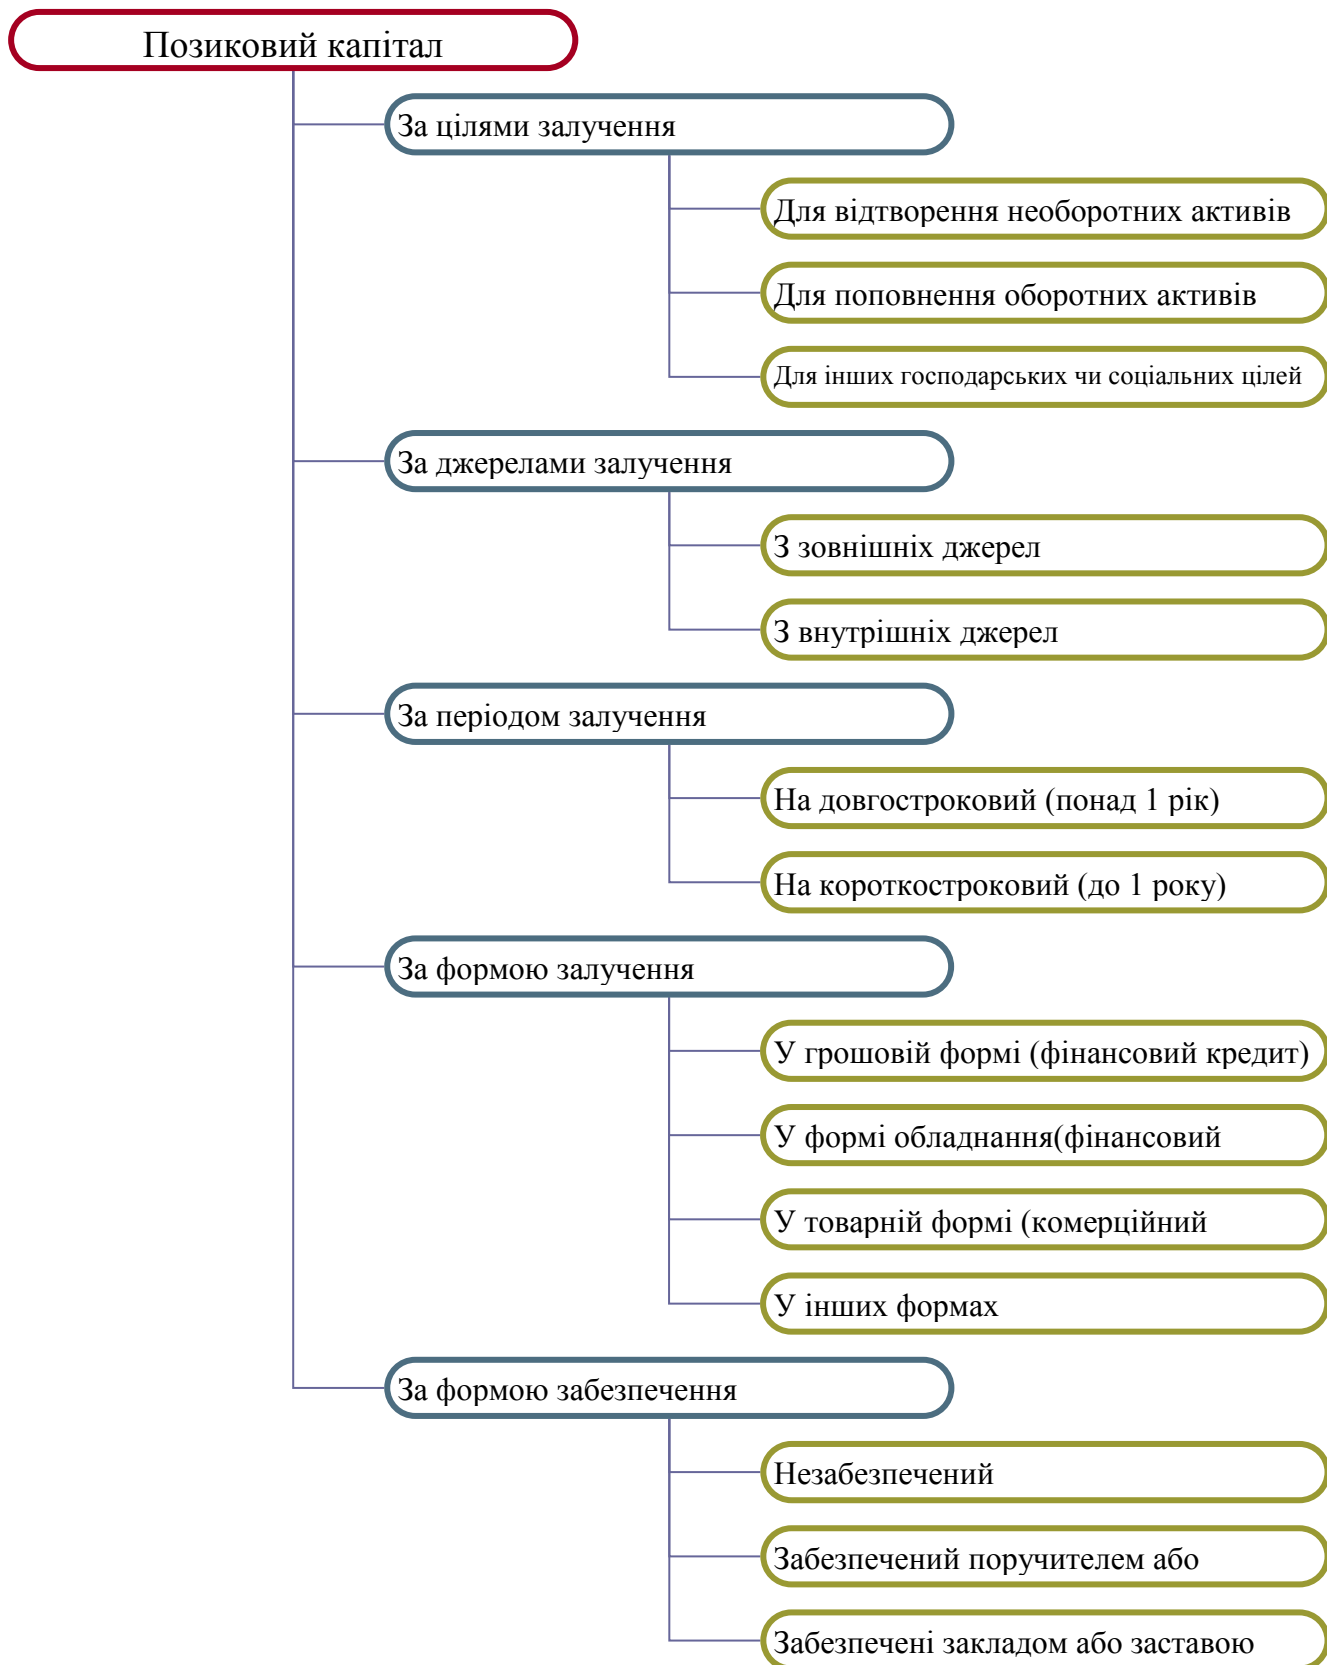 Позиковий капітал
За цілями залучення
Для відтворення необоротних активів
Для поповнення оборотних активів
Для інших господарських чи соціальних цілей
За джерелами залучення
З зовнішніх джерел
З внутрішніх джерел
За періодом залучення
На довгостроковий (понад 1 рік)
На короткостроковий (до 1 року)
За формою залучення
У грошовій формі (фінансовий кредит)
У формі обладнання(фінансовий
У товарній формі (комерційний
У інших формах
За формою забезпечення
Незабезпечений
Забезпечений поручителем або
Забезпечені закладом або заставою